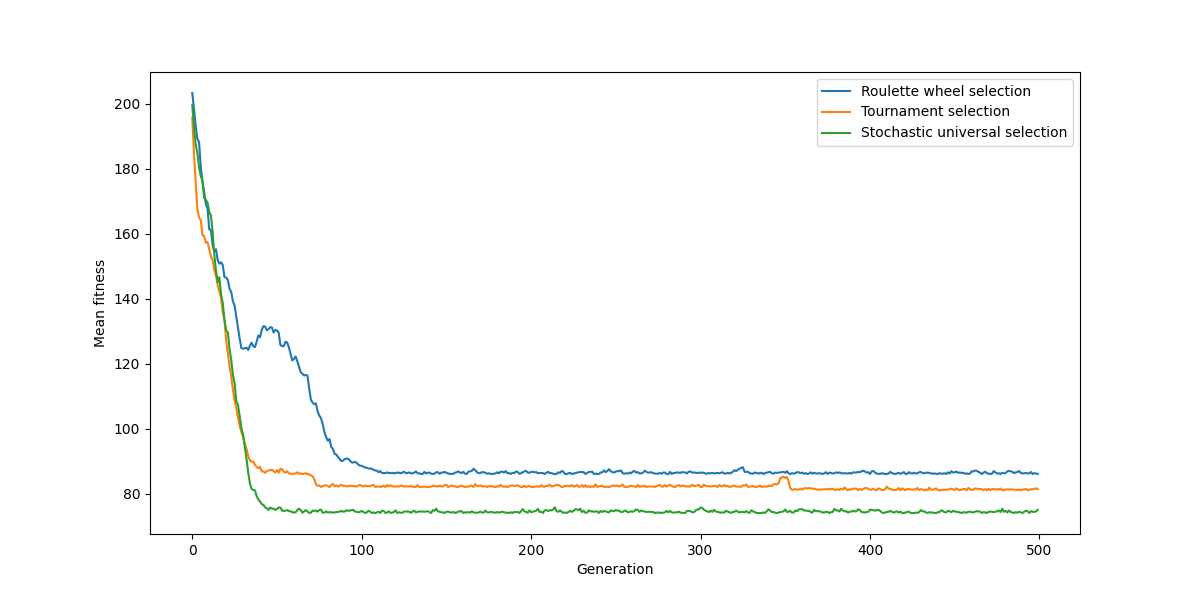 Roulette wheel selection
Tournament selection
Stochastic universal selection
200
180
160
140
120
100
80
Mean fitness
0 100 200 300 400 500
Generation